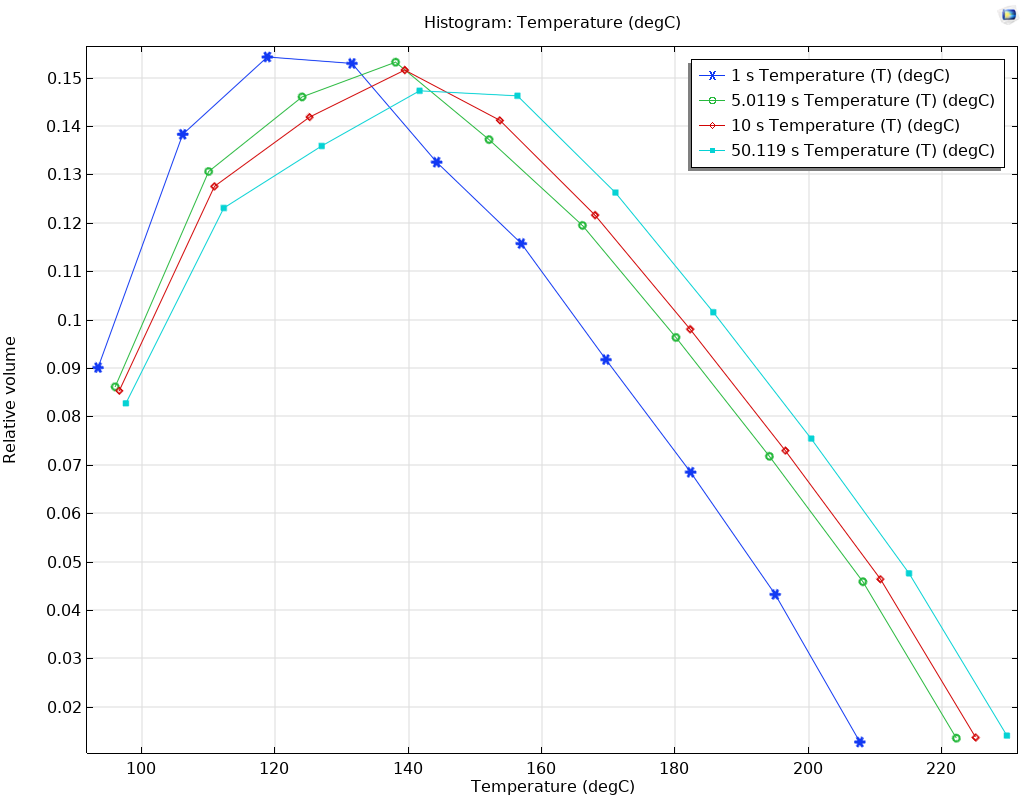 Histogram: Temperature (degC)
1 s Temperature (T) (degC)
5.0119 s Temperature (T) (degC)
10 s Temperature (T) (degC)
50.119 s Temperature (T) (degC)
Relative volume
0.15
0.14
0.13
0.12
0.11
0.1
0.09
0.08
0.07
0.06
0.05
0.04
0.03
0.02
100 120 140 160 180 200 220
Temperature (degC)